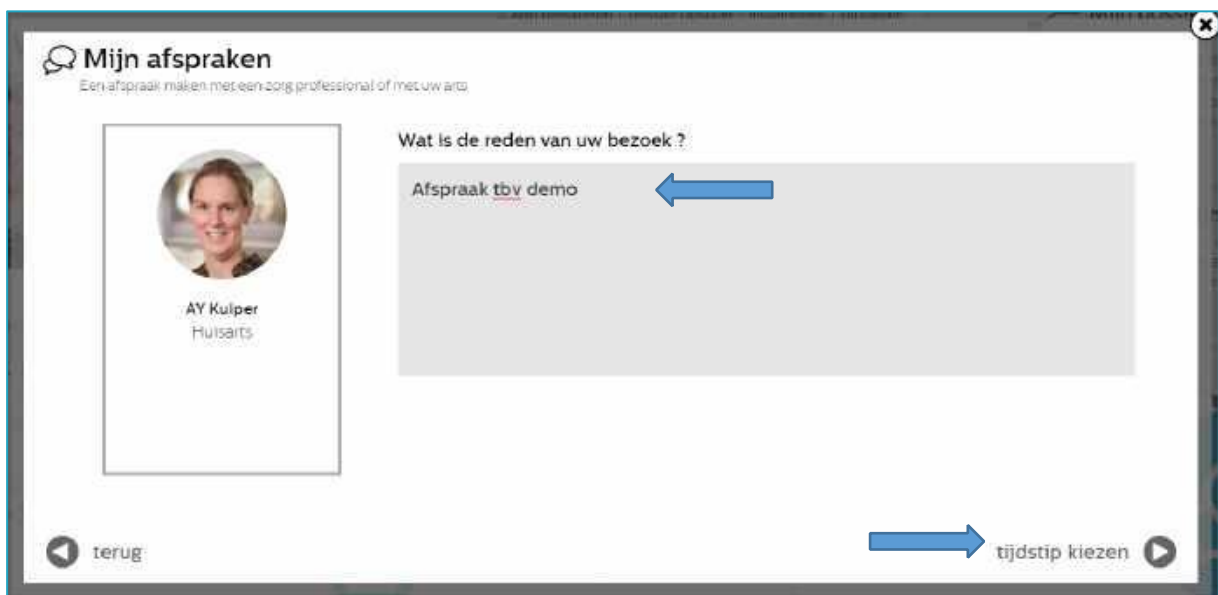 Mijn afspraken
Een afspraak maken met een zorg professional of met uw arts
Wat is de reden van uw bezoek ?
Afspraak tbv demo
AY Kuiper
Huisarts
terug
tijdstip kiezen